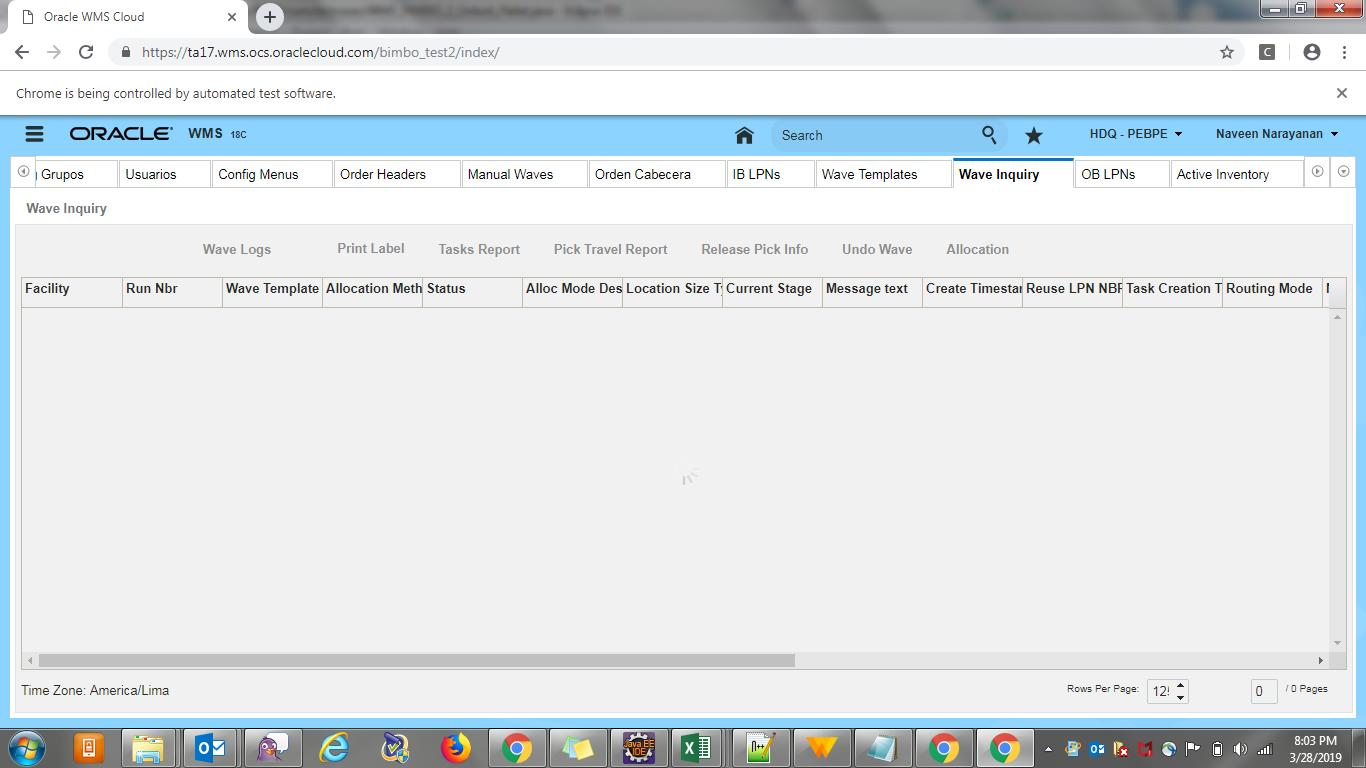 Oracle WMS Cloud
https://ta17.wms.ocs.oraclecloud.com/bimbo_test2/index/
C
Chrome is being controlled by automated test software.
ORACLE WMS 18C
Search
HDQ - PEBPE
Naveen Narayanan
Grupos
Usuarios
Config Menus
Order Headers
Manual Waves
Orden Cabecera
IB LPNs
Wave Templates
Wave Inquiry
OB LPNs
Active Inventory
Wave Inquiry
Wave Logs
Print Label
Tasks Report
Pick Travel Report
Release Pick Info
Undo Wave
Allocation
Facility
Run Nbr
Wave Template
Allocation Meth
Status
Alloc Mode Des
Location Size Ty
Current Stage
Message text
Create Timestar
Reuse LPN NBF
Task Creation T
Routing Mode
Time Zone: America/Lima
Rows Per Page:
0
/ 0 Pages
Java EE
IDE
8:03 PM
3/28/2019